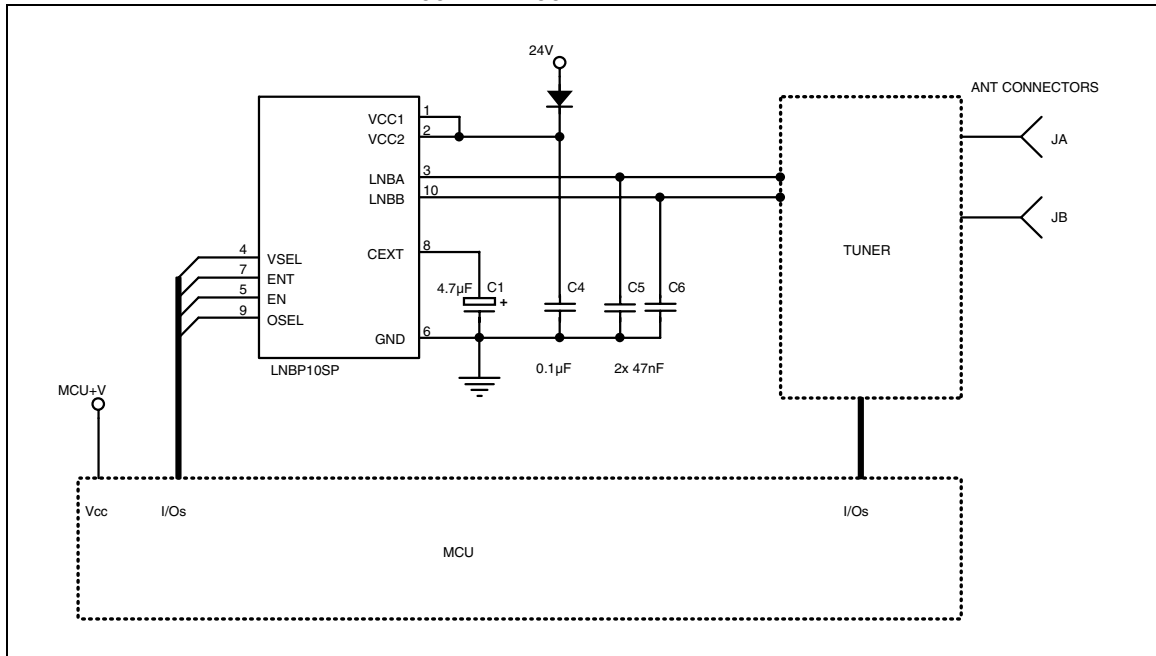 24V
ANT CONNECTORS
VCC1
1
VCC2
2
JA
LNBA
3
LNBB
10
JB
TUNER
4
VSEL
CEXT
8
7
ENT
5
EN
4.7µF
C1
+
C4
C5
C6
9
OSEL
GND
6
LNBP10SP
0.1µF
2x 47nF
MCU+V
Vcc
I/Os
I/Os
MCU